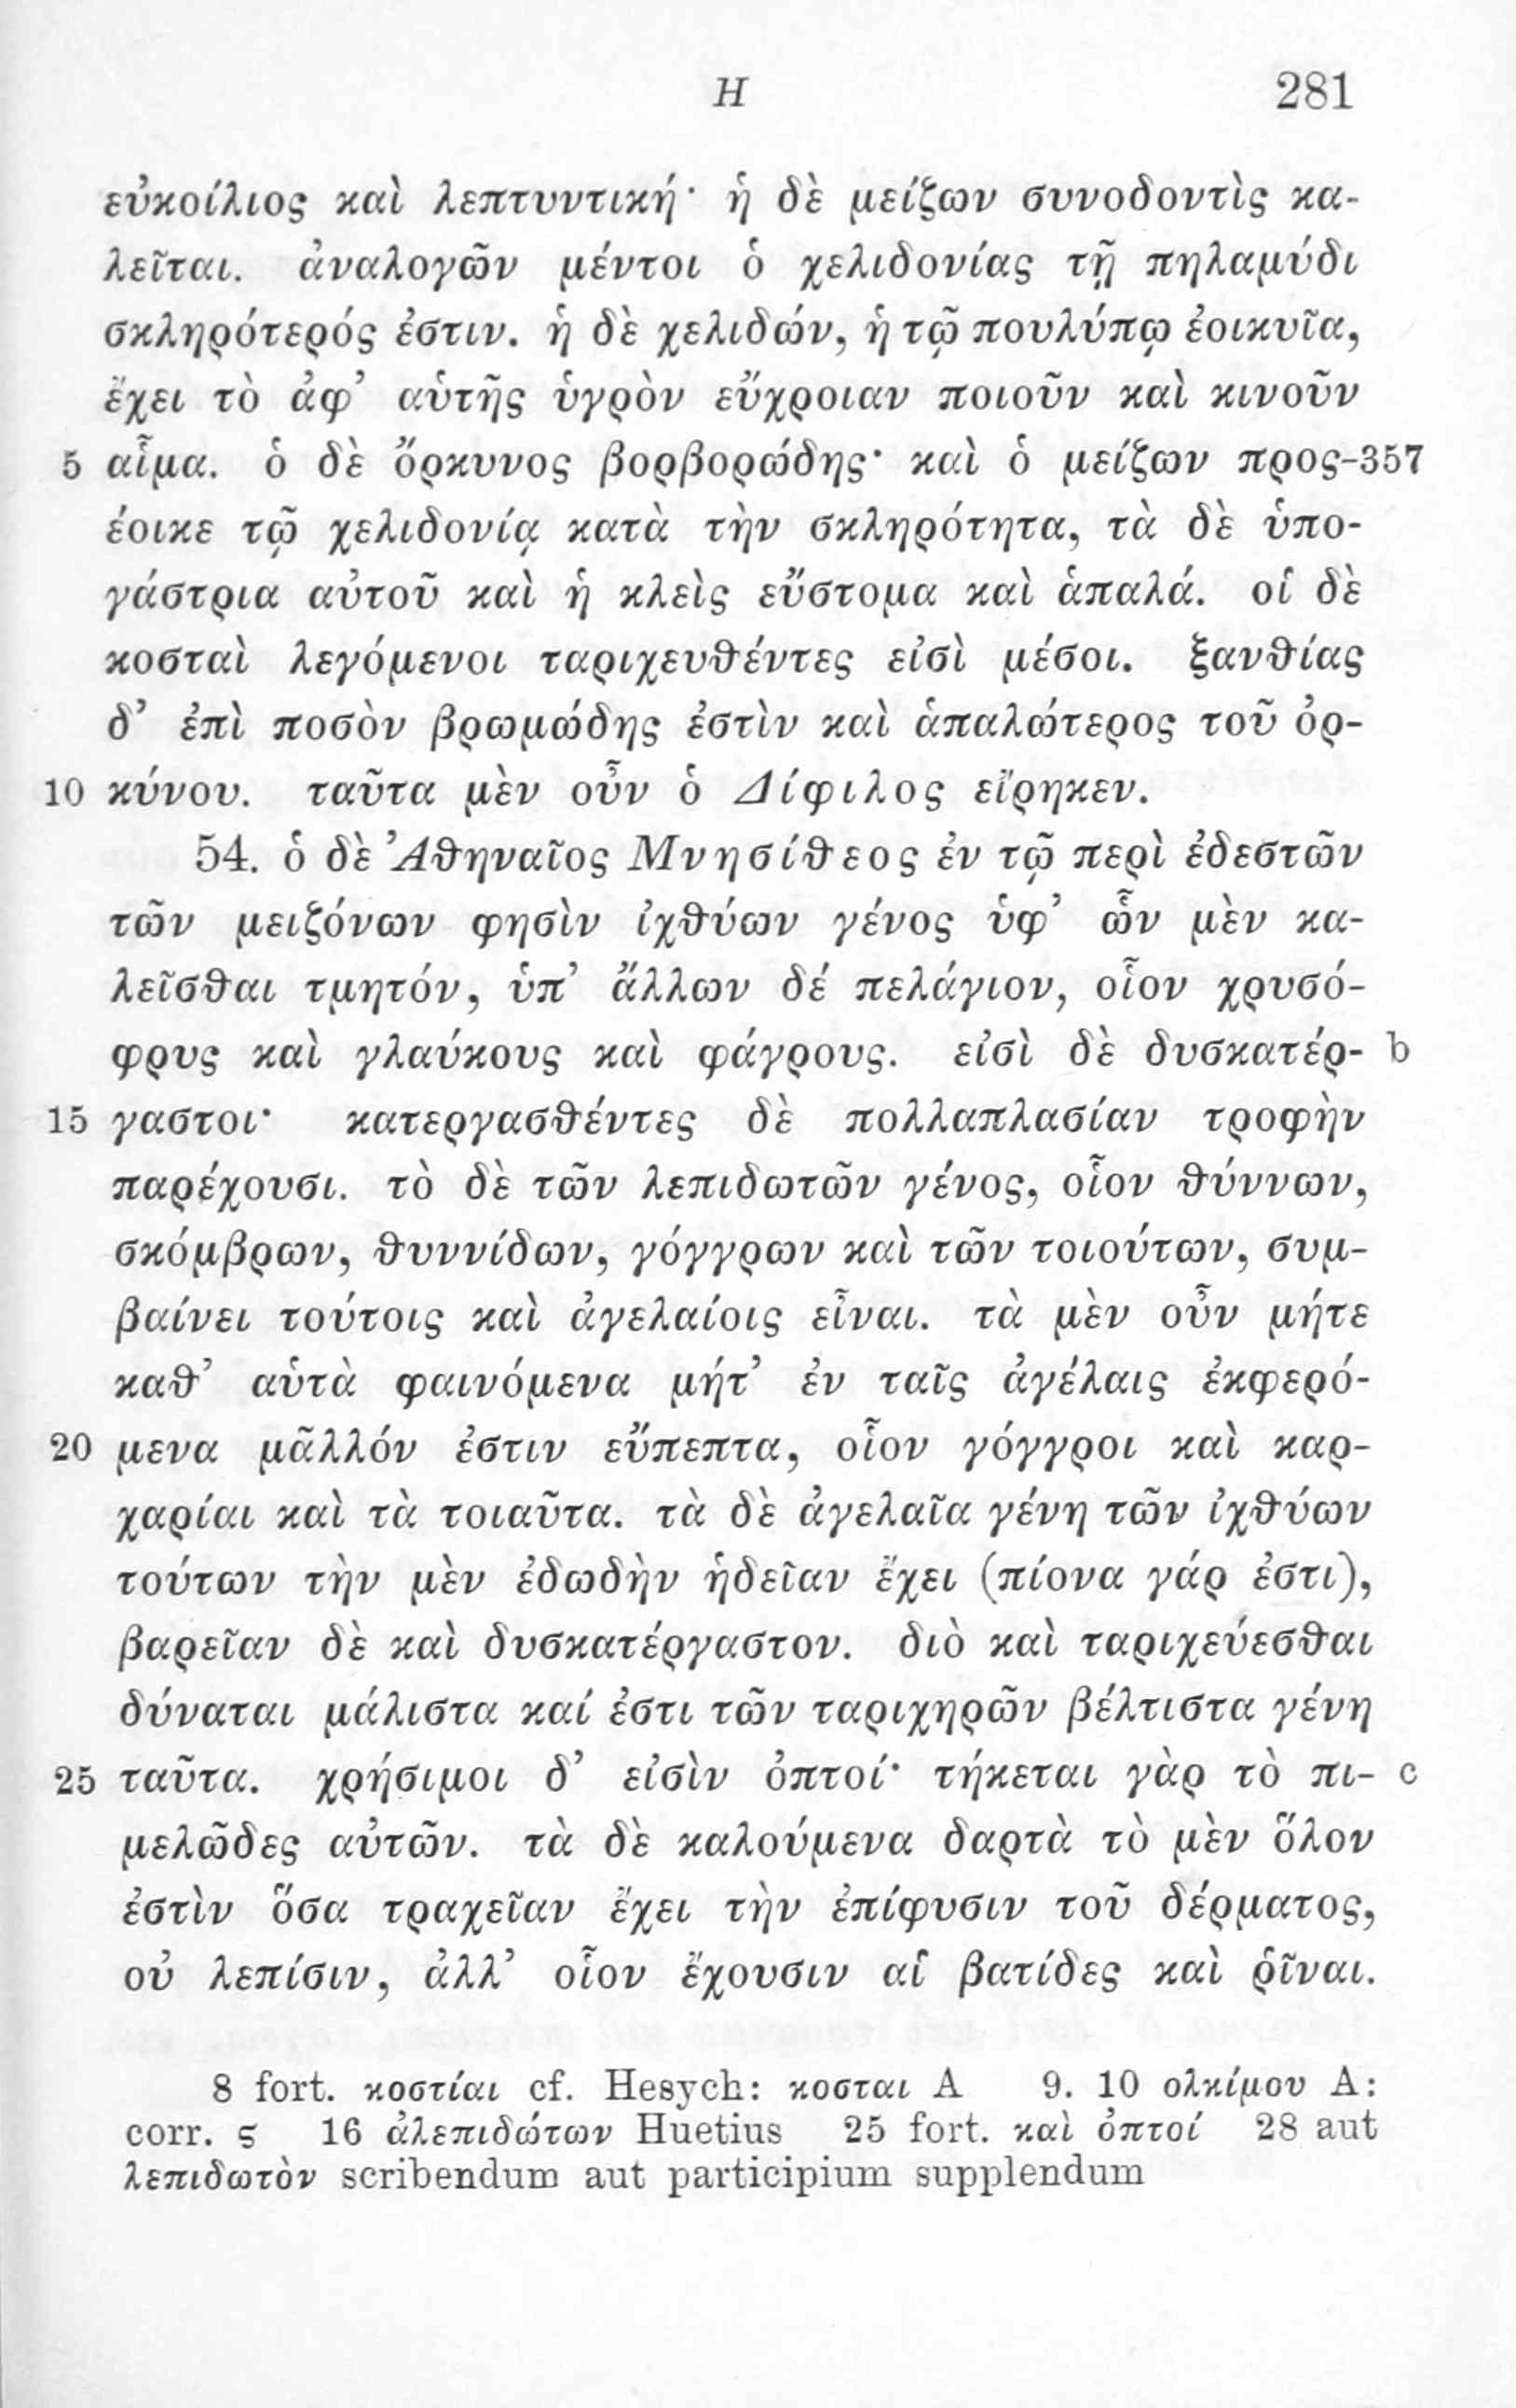 H 281
εὐκοίλιος καὶ λεπτυντική· ἡ δὲ μείζων συνοδοντὶς κα-
λεῖται. ἀναλογῶν μέντοι ὁ χελιδονίας τῇ πηλαμύδι
σκληρότερός ἐστιν. ἡ δὲ χελιδών, ἡ τῷ πουλύπῳ ἐοικυῖα,
ἔχει τὸ ἀφ’ αὑτῆς ὑγρὸν εὔχροιαν ποιοῦν καὶ κινοῦν
5 αἷμα. ὁ δὲ ὄρκυνος βορβορώδης· καὶ ὁ μείζων προς-357
έοικε τῷ χελιδονίᾳ κατὰ τὴν σκληρότητα, τὰ δὲ ὑπο-
γάστρια αὐτοῦ καὶ ἡ κλεὶς εὔστομα καὶ ἁπαλά. οἱ δὲ
κοσταὶ λεγόμενοι ταριχευθέντες εἰσὶ μέσοι. ξανθίας
δ’ ἐπὶ ποσὸν βρωμώδης ἐστὶν καὶ ἁπαλώτερος τοῦ ὀρ-
10 κύνου. ταῦτα μὲν οὖν ὁ Δίφιλος εἴρηκεν.
54. ὁ δὲ Ἀθηναῖος Μνησίθεος ἐν τῷ περὶ ἐδεστῶν
τῶν μειζόνων φησὶν ἰχθύων γένος ὑφ’ ὧν μὲν κα-
λεῖσθαι τμητόν, ὑπ’ ἄλλων δέ πελάγιον, οἷον χρυσό-
φρυς καὶ γλαύκους καὶ φάγρους. εἰσὶ δὲ δυσκατέρ- b
15 γαστοι· κατεργασθέντες δὲ πολλαπλασίαν τροφὴν
παρέχουσι. τὸ δὲ τῶν λεπιδωτῶν γένος, οἷον θύννων,
σκόμβρων, θυννίδων, γόγγρων καὶ τῶν τοιούτων, συμ-
βαίνει τούτοις καὶ ἀγελαίοις εἶναι. τὰ μὲν οὖν μήτε
καθ’ αὑτὰ φαινόμενα μήτ’ ἐν ταῖς ἀγέλαις ἐκφερό-
20 μενα μᾶλλόν ἐστιν εὔπεπτα, οἷον γόγγροι καὶ καρ-
χαρίαι καὶ τὰ τοιαῦτα. τὰ δὲ ἀγελαῖα γένη τῶν ἰχθύων
τούτων τὴν μὲν ἐδωδὴν ἡδεῖαν ἔχει (πίονα γάρ ἐστι),
βαρεῖαν δὲ καὶ δυσκατέργαστον. διὸ καὶ ταριχεύεσθαι
δύναται μάλιστα καί ἐστι τῶν ταριχηρῶν βέλτιστα γένη
25 ταῦτα. χρήσιμοι δ’ εἰσὶν ὀπτοί· τήκεται γὰρ τὸ πι- c
μελῶδες αὐτῶν. τὰ δὲ καλούμενα δαρτὰ τὸ μὲν ὅλον
ἐστὶν ὅσα τραχεῖαν ἔχει τὴν ἐπίφυσιν τοῦ δέρματος,
οὐ λεπίσιν, ἀλλ’ οἷον ἔχουσιν αἱ βατίδες καὶ ῥῖναι.
8 fort. κοστίαι cf. Hesych: κοσται A 9. 10 ολκίμου A:
corr. ς 16 ἀλεπιδώτων Huetius 25 fort. καὶ ὀπτοί 28 aut
λεπιδωτὸν scribendum aut participium supplendum